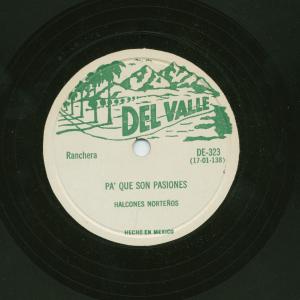 DEL VALLE
Ranchera
DE-323
(17-01-138)
PA' QUE SON PASIONES
HALCONES NORTEÑOS
HECHO EN MEXICO